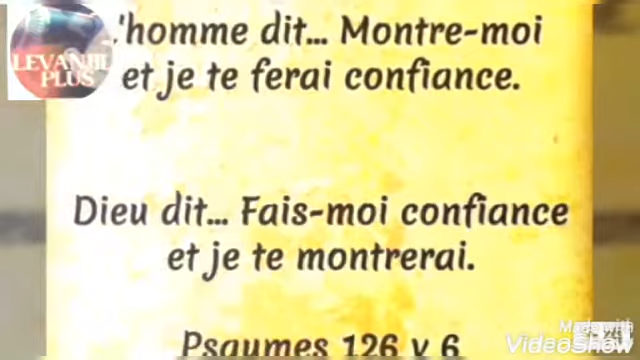 L'homme dit... Montre-moi
et je te ferai confiance.
Dieu dit... Fais-moi confiance
et je te montrerai.
Psaumes 126 v 6
LEVANJIL
PLUS
Made with
VideoShow